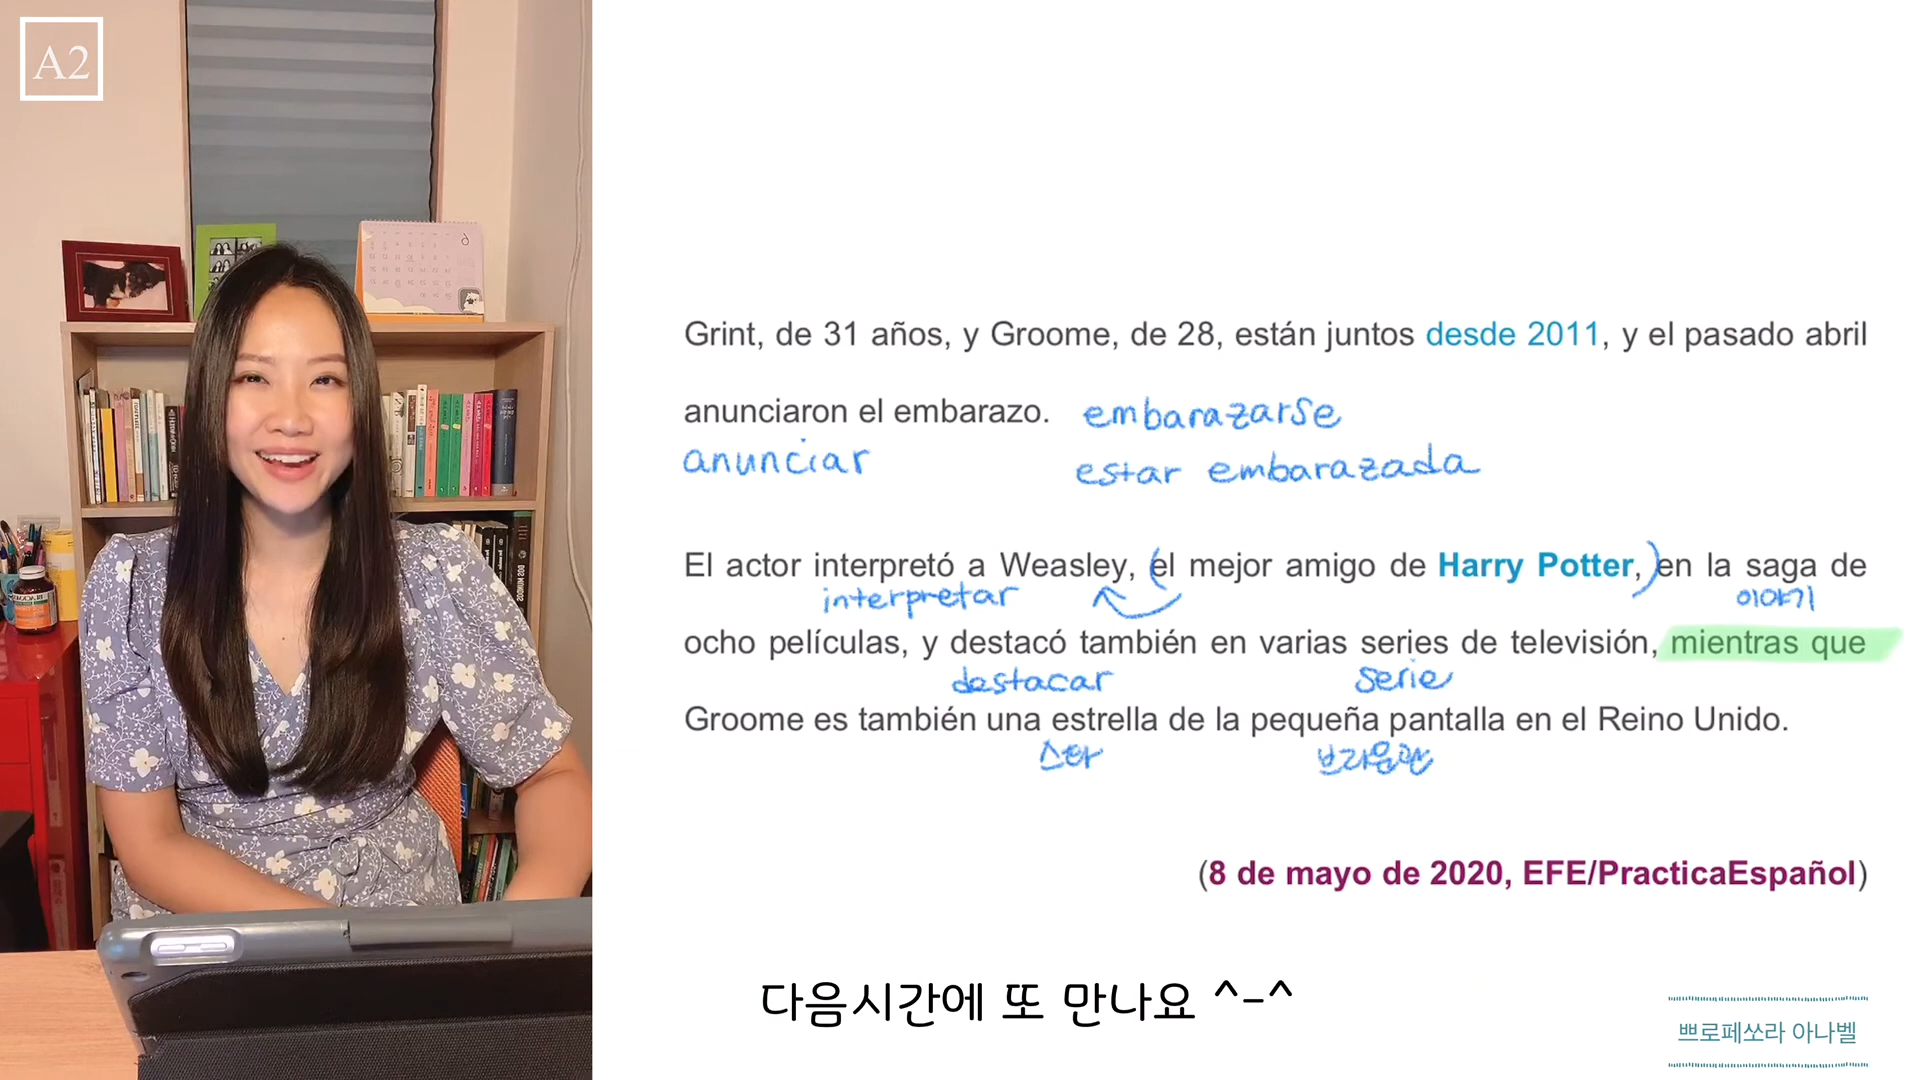 A2
Grint, de 31 años, y Groome, de 28, están juntos desde 2011, y el pasado abril
anunciaron el embarazo. embarazarse
anunciar estar embarazada
El actor interpretó a Weasley, el mejor amigo de Harry Potter, en la saga de
interpretar 이야기
ocho películas, y destacó también en varias series de televisión, mientras que
destacar serie
Groome es también una estrella de la pequeña pantalla en el Reino Unido.
스타 브라운관
(8 de mayo de 2020, EFE/PracticaEspañol)
다음시간에 또 만나요 ^-^
쁘로페쏘라 아나벨